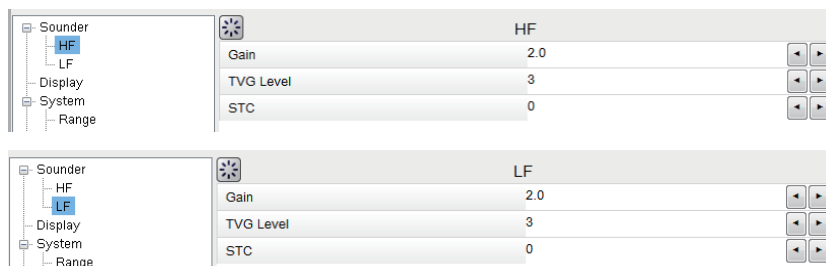 Sounder
HF
LF
Display
System
Range
HF
Gain 2.0
TVG Level 3
STC 0
Sounder
HF
LF
Display
System
Range
LF
Gain 2.0
TVG Level 3
STC 0